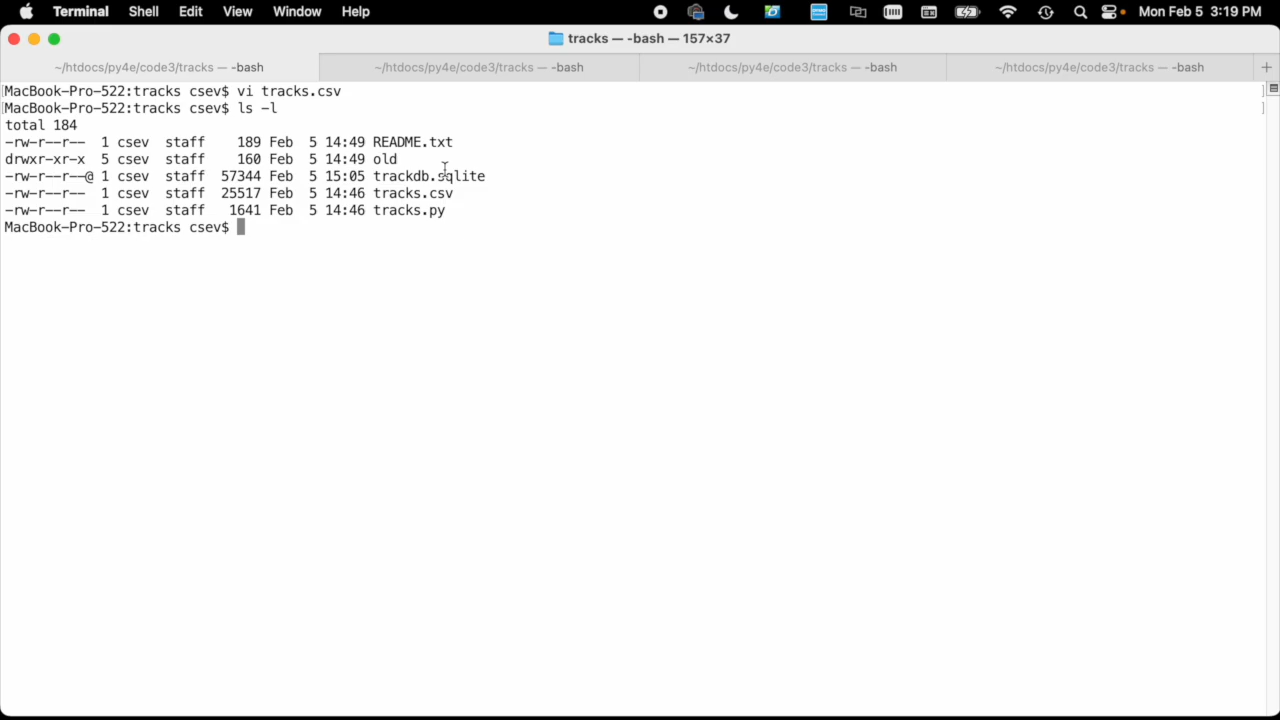 Terminal Shell Edit View Window Help Mon Feb 5 3:19 PM
tracks — -bash — 157×37
~/htdocs/py4e/code3/tracks — -bash ~/htdocs/py4e/code3/tracks — -bash ~/htdocs/py4e/code3/tracks — -bash ~/htdocs/py4e/code3/tracks — -bash +
[MacBook-Pro-522:tracks csev$ vi tracks.csv ]
[MacBook-Pro-522:tracks csev$ ls -l ]
total 184
-rw-r--r-- 1 csev staff 189 Feb 5 14:49 README.txt
drwxr-xr-x 5 csev staff 160 Feb 5 14:49 old
-rw-r--r--@ 1 csev staff 57344 Feb 5 15:05 trackdb.sqlite
-rw-r--r-- 1 csev staff 25517 Feb 5 14:46 tracks.csv
-rw-r--r-- 1 csev staff 1641 Feb 5 14:46 tracks.py
MacBook-Pro-522:tracks csev$